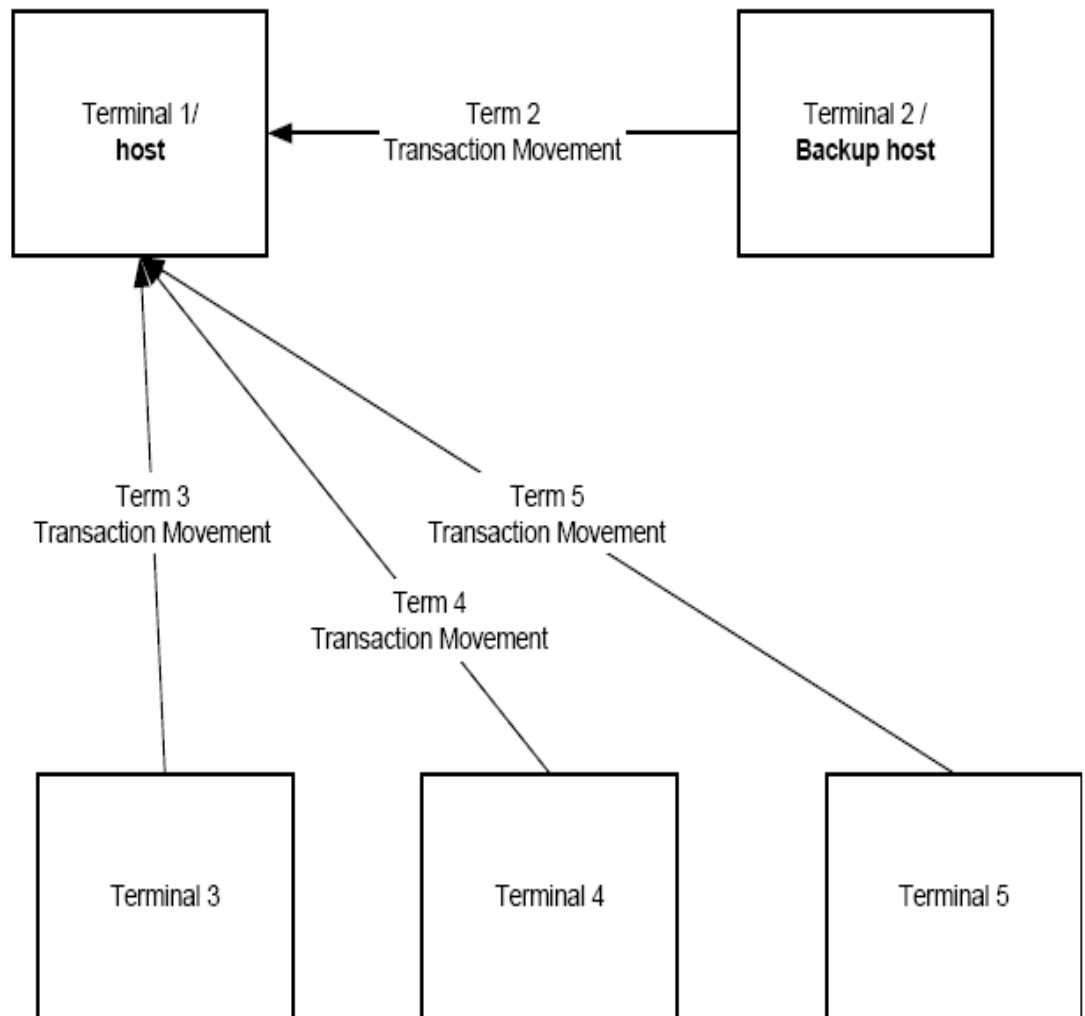 Terminal 1/
host
Term 2
Transaction Movement
Terminal 2 /
Backup host
Term 3
Transaction Movement
Term 5
Transaction Movement
Term 4
Transaction Movement
Terminal 3
Terminal 4
Terminal 5